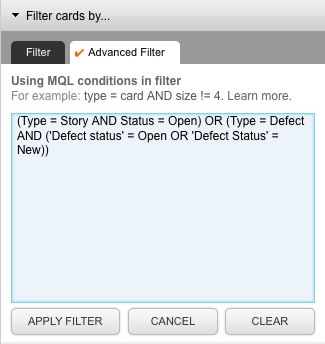 Filter cards by...
Filter
Advanced Filter
Using MQL conditions in filter
For example: type = card AND size != 4. Learn more.
(Type = Story AND Status = Open) OR (Type = Defect
AND ('Defect status' = Open OR 'Defect Status' =
New))
APPLY FILTER
CANCEL
CLEAR